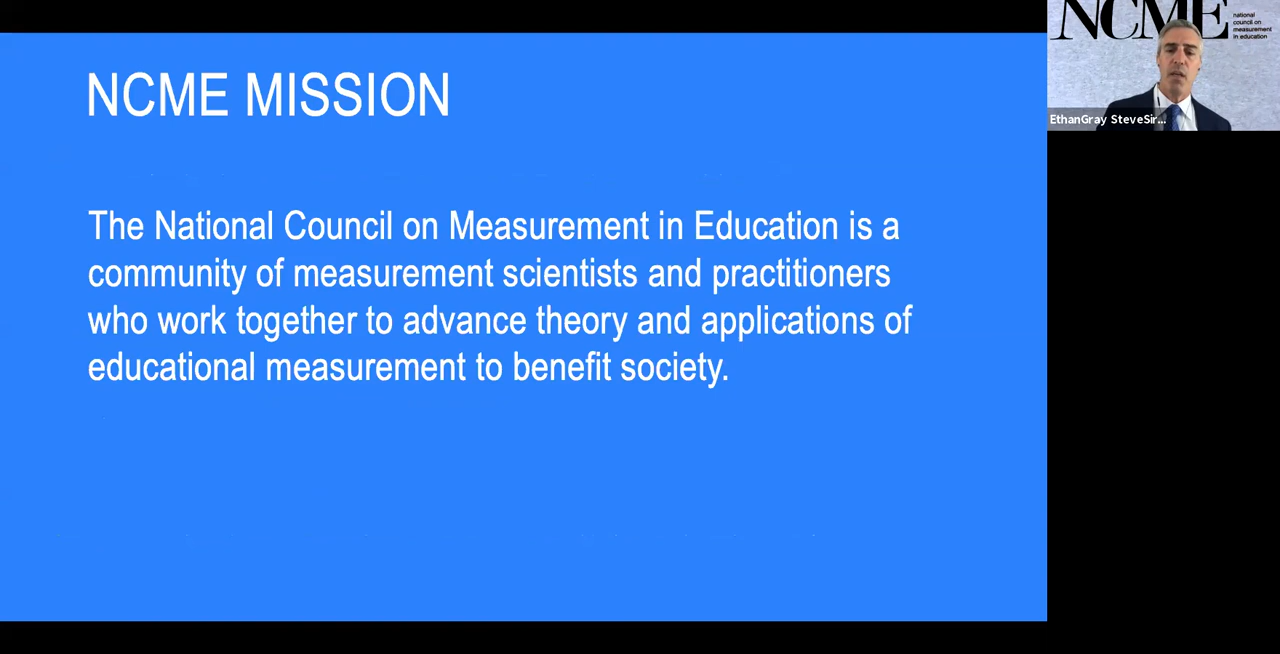 NCME MISSION
The National Council on Measurement in Education is a
community of measurement scientists and practitioners
who work together to advance theory and applications of
educational measurement to benefit society.
NCME
national
council on
measurement
in education
EthanGray SteveSir...